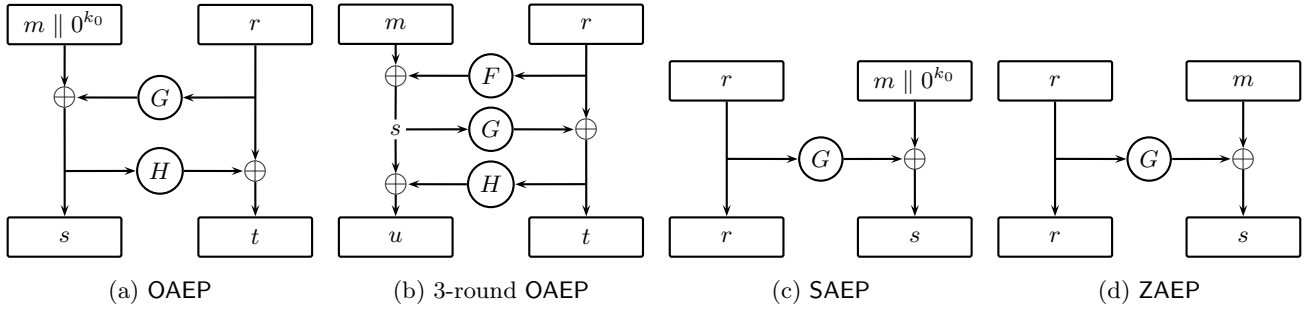 m ∥ 0^{k_0} r
G
H
s t
(a) OAEP
m r
F
s G
H
u t
(b) 3-round OAEP
r m ∥ 0^{k_0}
G
r s
(c) SAEP
r m
G
r s
(d) ZAEP